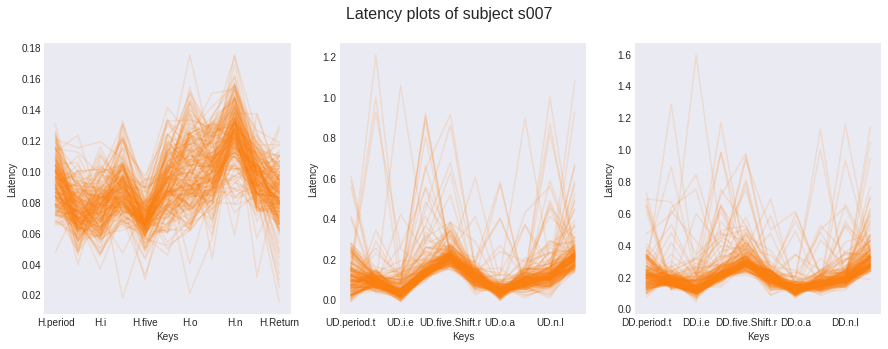 Latency plots of subject s007
0.18
0.16
0.14
0.12
0.10
0.08
0.06
0.04
0.02
Latency
H.period
H.i
H.five
H.o
H.n
H.Return
Keys
1.2
1.0
0.8
0.6
0.4
0.2
0.0
Latency
UD.period.t
UD.i.e
UD.five.Shift.r
UD.o.a
UD.n.l
Keys
1.6
1.4
1.2
1.0
0.8
0.6
0.4
0.2
0.0
Latency
DD.period.t
DD.i.e
DD.five.Shift.r
DD.o.a
DD.n.l
Keys